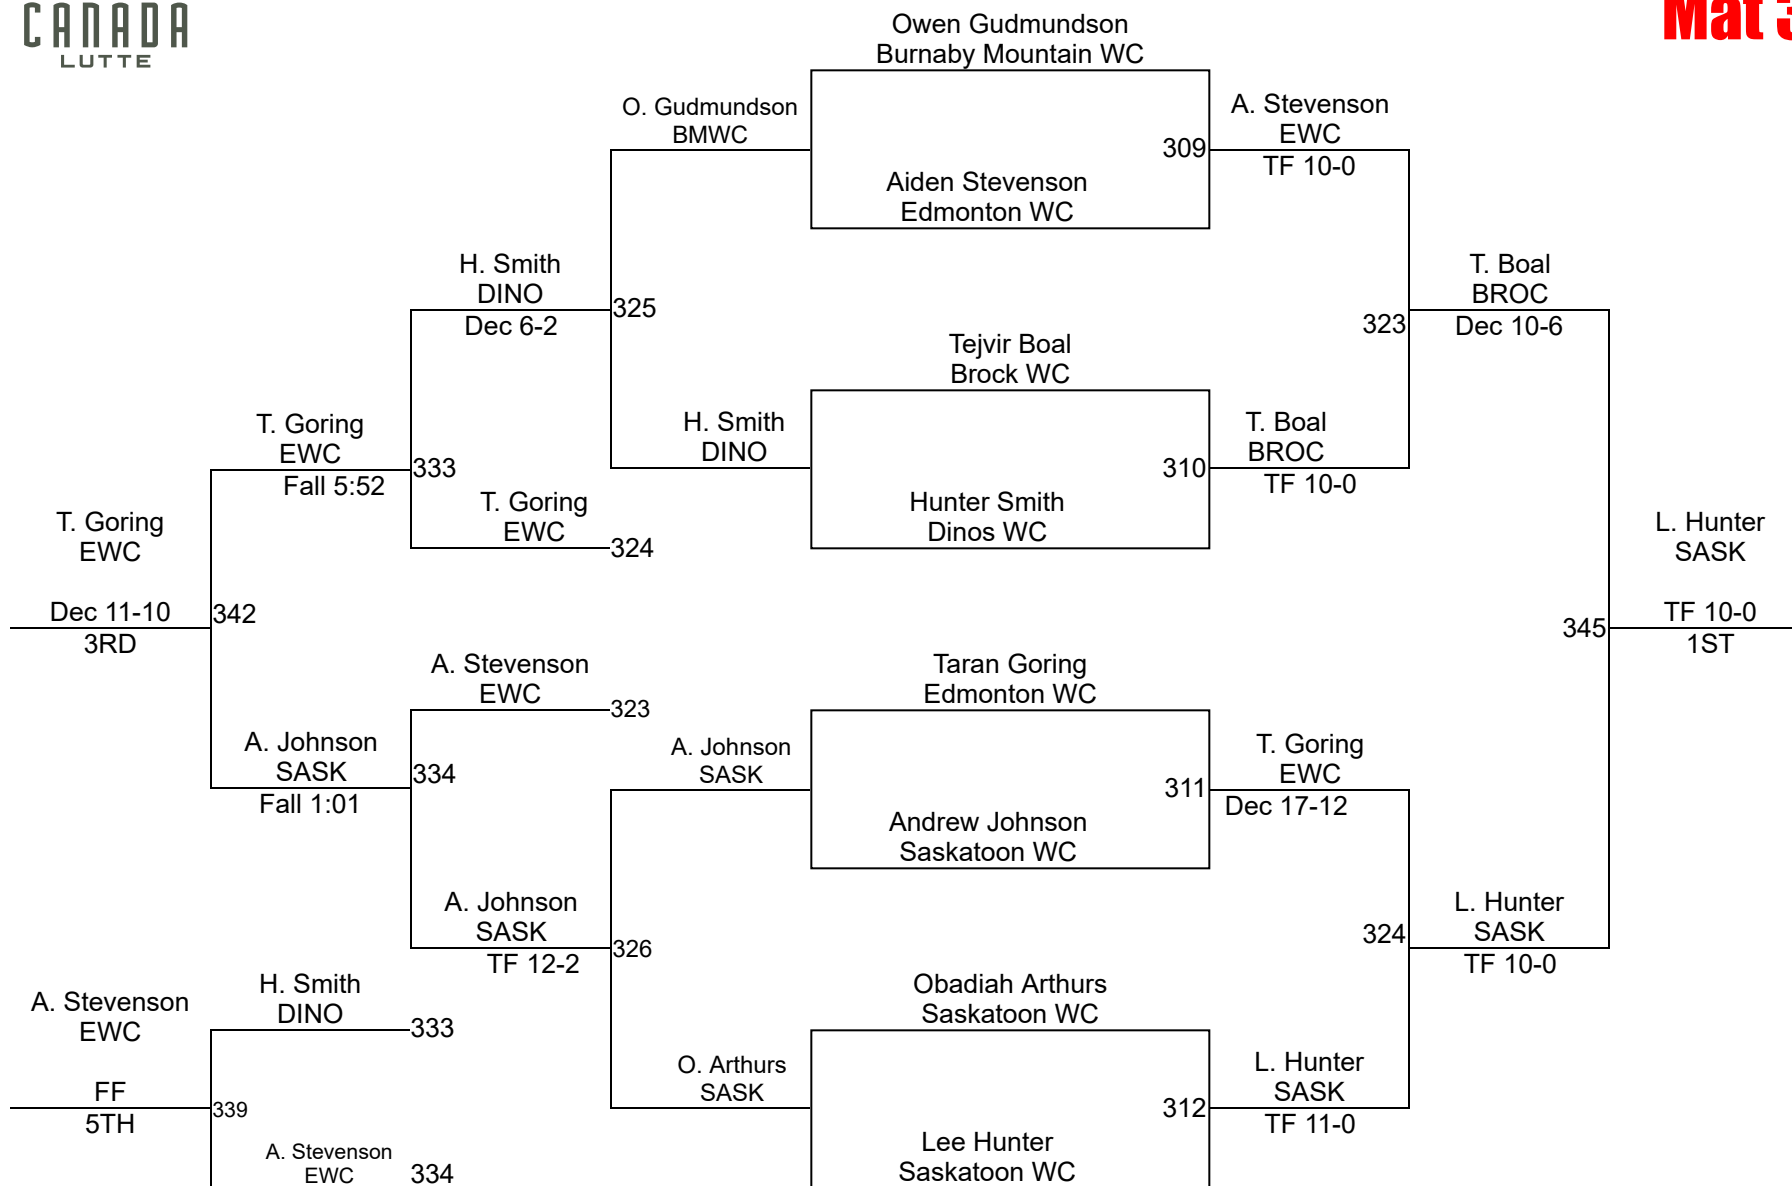 CANADA
LUTTE
Mat 3
Owen Gudmundson
Burnaby Mountain WC
O. Gudmundson
BMWC
309
A. Stevenson
EWC
TF 10-0
Aiden Stevenson
Edmonton WC
H. Smith
DINO
Dec 6-2
325
T. Boal
BROC
Dec 10-6
323
Tejvir Boal
Brock WC
T. Goring
EWC
Fall 5:52
333
H. Smith
DINO
310
T. Boal
BROC
TF 10-0
T. Goring
EWC
324
Hunter Smith
Dinos WC
T. Goring
EWC
Dec 11-10
3RD
342
L. Hunter
SASK
TF 10-0
1ST
345
A. Stevenson
EWC
323
Taran Goring
Edmonton WC
A. Johnson
SASK
Fall 1:01
334
A. Johnson
SASK
311
T. Goring
EWC
Dec 17-12
Andrew Johnson
Saskatoon WC
A. Johnson
SASK
TF 12-2
326
324
L. Hunter
SASK
TF 10-0
A. Stevenson
EWC
FF
5TH
339
H. Smith
DINO
333
Obadiah Arthurs
Saskatoon WC
O. Arthurs
SASK
312
L. Hunter
SASK
TF 11-0
A. Stevenson
EWC
334
Lee Hunter
Saskatoon WC